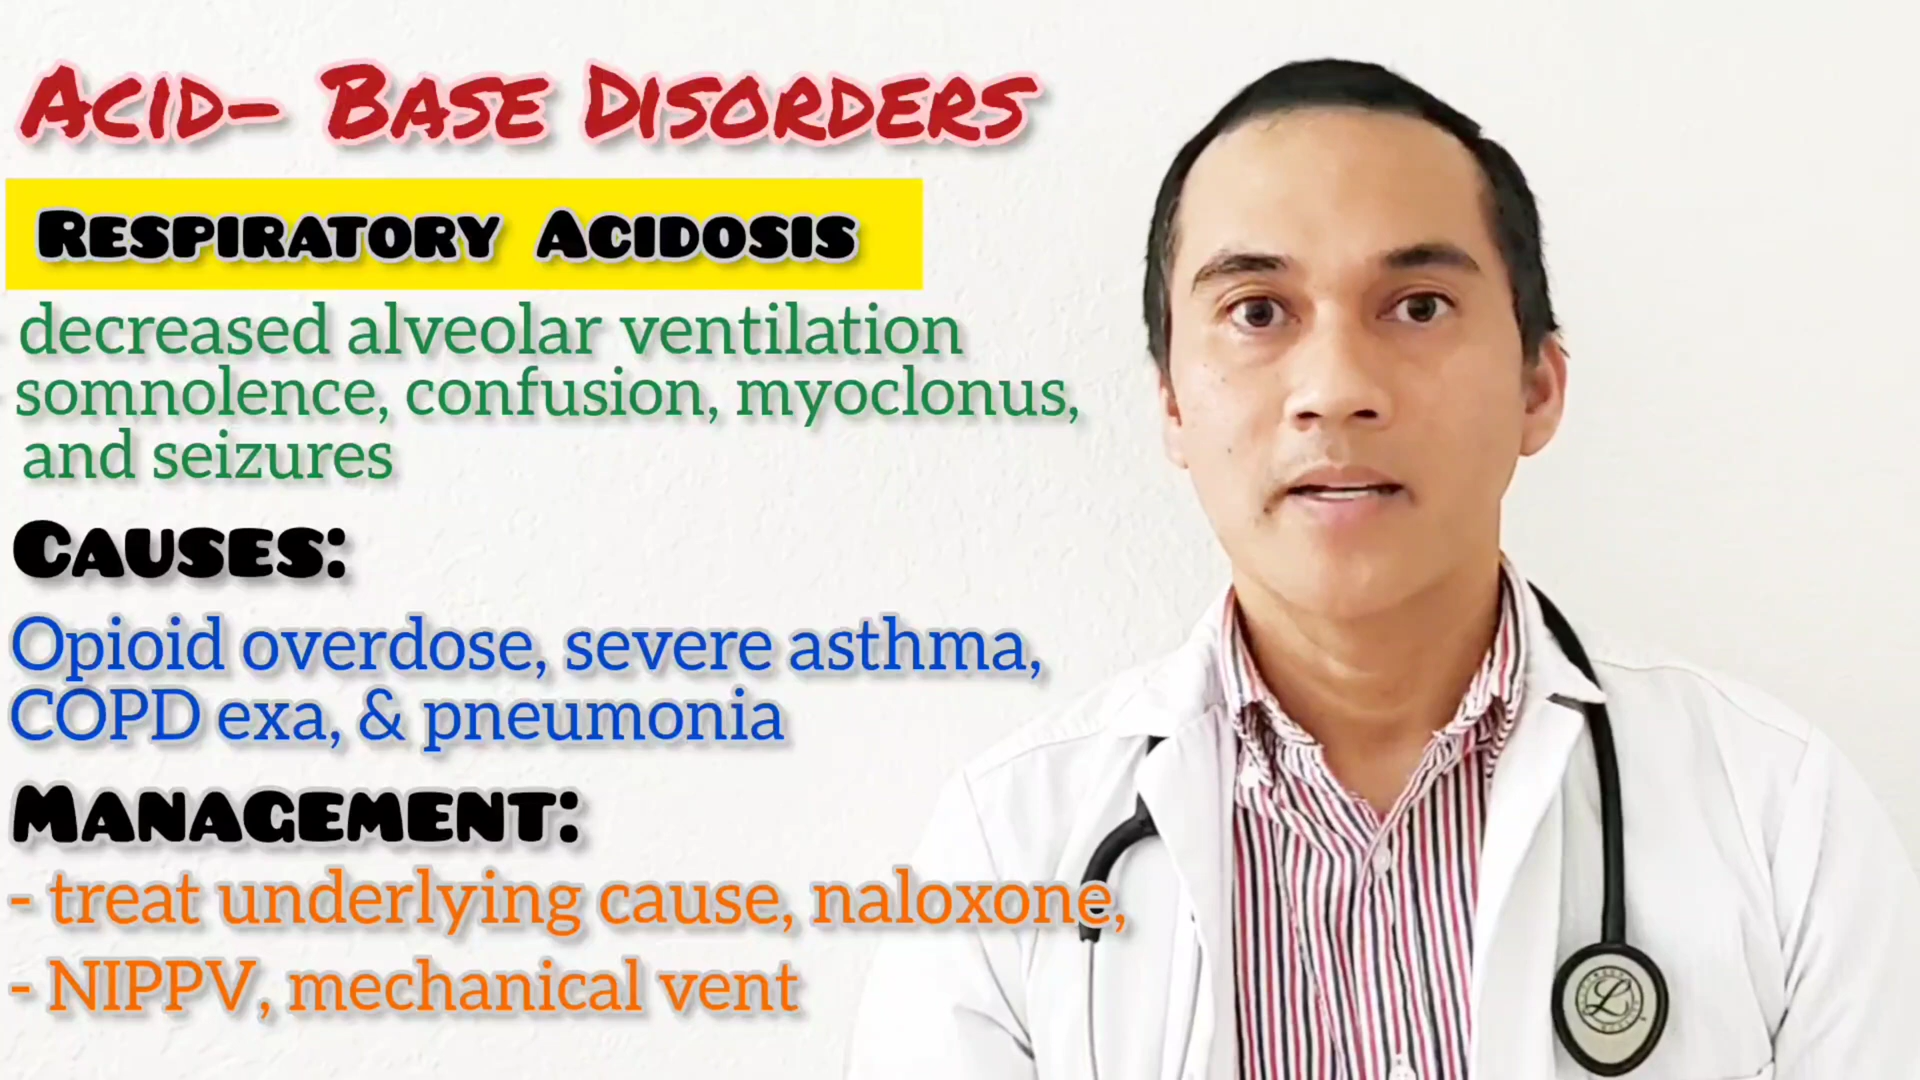 Acid- Base Disorders
Respiratory Acidosis
- decreased alveolar ventilation
- somnolence, confusion, myoclonus,
and seizures
Causes:
Opioid overdose, severe asthma,
COPD exa, & pneumonia
Management:
- treat underlying cause, naloxone,
- NIPPV, mechanical vent
L